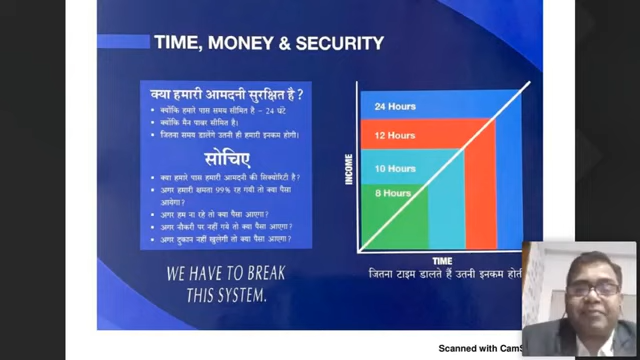 TIME, MONEY & SECURITY
क्या हमारी आमदनी सुरक्षित है ?
• क्योंकि हमारे पास समय सीमित है - 24 घंटे
• क्योंकि मैन पावर सीमित है।
• जितना समय डालेंगे उतनी ही हमारी इनकम होगी।
सोचिए
• क्या हमारे पास हमारी आमदनी की सिक्योरिटी है?
• अगर हमारी क्षमता 99% रह गयी तो क्या पैसा
आयेगा?
• अगर हम ना रहे तो क्या पैसा आएगा?
• अगर नौकरी पर नहीं गये तो क्या पैसा आएगा?
• अगर दुकान नहीं खुलेगी तो क्या पैसा आएगा?
WE HAVE TO BREAK
THIS SYSTEM.
24 Hours
12 Hours
10 Hours
8 Hours
INCOME
TIME
जितना टाइम डालते हैं उतनी इनकम होती
Scanned with